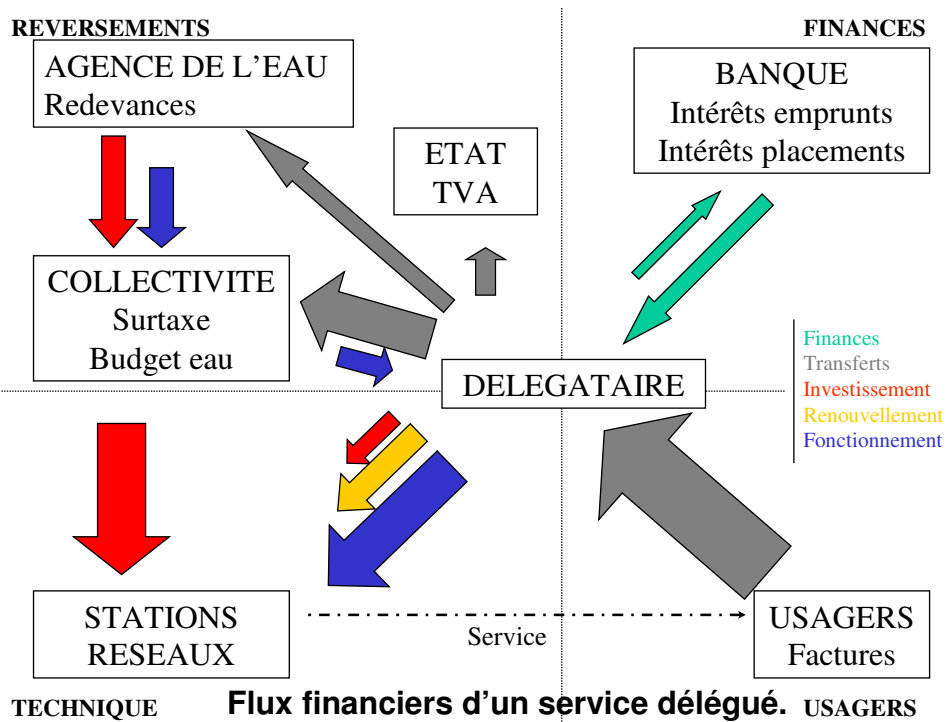 REVERSEMENTS
FINANCES
AGENCE DE L'EAU
Redevances
BANQUE
Intérêts emprunts
Intérêts placements
ETAT
TVA
COLLECTIVITE
Surtaxe
Budget eau
DELEGATAIRE
Finances
Transferts
Investissement
Renouvellement
Fonctionnement
STATIONS
RESEAUX
Service
USAGERS
Factures
TECHNIQUE
Flux financiers d'un service délégué.
USAGERS